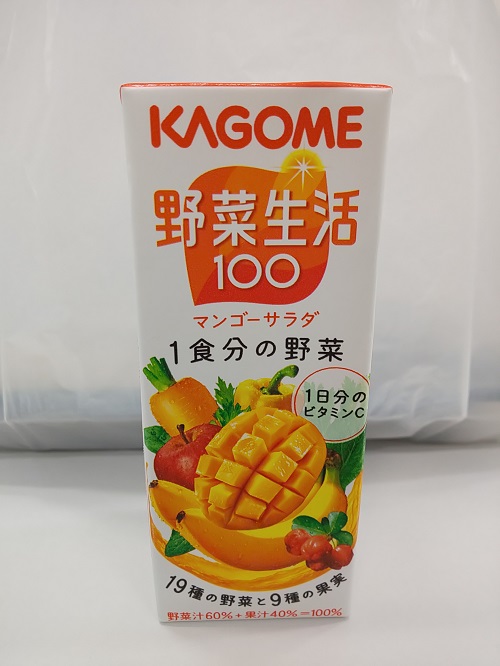 KAGOME
野菜生活
100
マンゴーサラダ
1食分の野菜
1日分の
ビタミンC
19種の野菜と9種の果実
野菜汁60%+果汁40%=100%